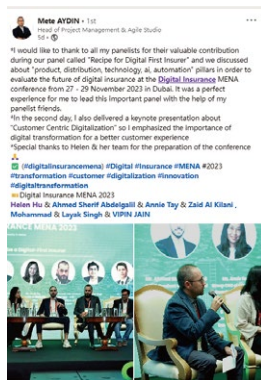 Mete AYDIN • 1st
Head of Project Management & Agile Studio
5d •
*I would like to thank to all my panelists for their valuable contribution
during our panel called "Recipe for Digital First Insurer" and we discussed
about "product, distribution, technology, ai, automation" pillars in order to
evaluate the future of digital insurance at the Digital Insurance MENA
conference from 27 - 29 November 2023 in Dubai. It was a perfect
experience for me to lead this important panel with the help of my
panelist friends.
*In the second, day I also delivered a keynote presentation about
"Customer Centric Digitalization" so I emphasized the importance of
digital transformation for a better customer experience
*Special thanks to Helen & her team for the preparation of the conference
(#digitalinsurancemena) #Digital #Insurance #MENA #2023
#transformation #customer #digitalization #innovation
#digitaltransformation
Digital Insurance MENA 2023
Helen Hu & Ahmed Sherif Abdelgalil & Annie Tay & Zaid Al Kilani ,
Mohammad & Layak Singh & VIPIN JAIN
RANCE MENA 2023